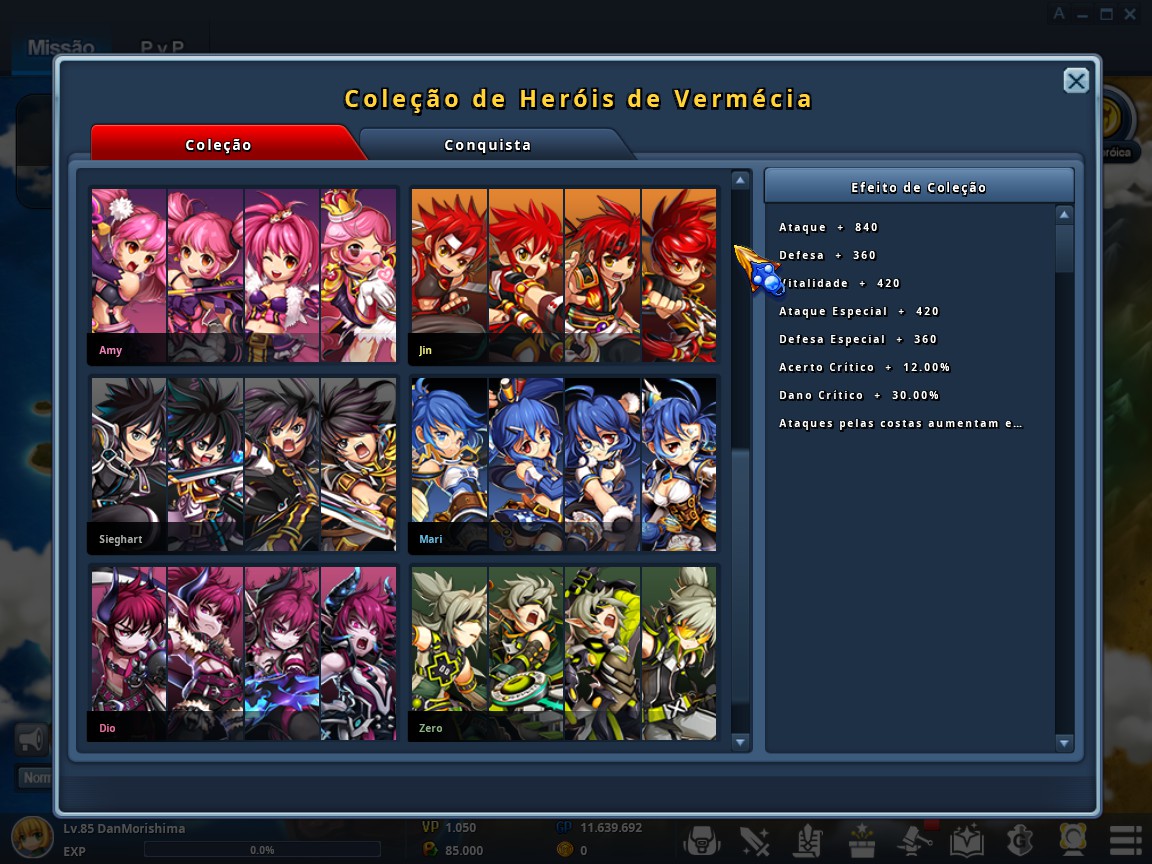 A
Missão PvP
Coleção de Heróis de Vermécia
Coleção Conquista
Amy
Jin
Sieghart
Mari
Dio
Zero
Efeito de Coleção
Ataque + 840
Defesa + 360
Vitalidade + 420
Ataque Especial + 420
Defesa Especial + 360
Acerto Crítico + 12.00%
Dano Crítico + 30.00%
Ataques pelas costas aumentam e...
róica
Norm
Lv.85 DanMorishima
EXP 0.0%
VP 1.050
GP 11.639.692
85.000
0